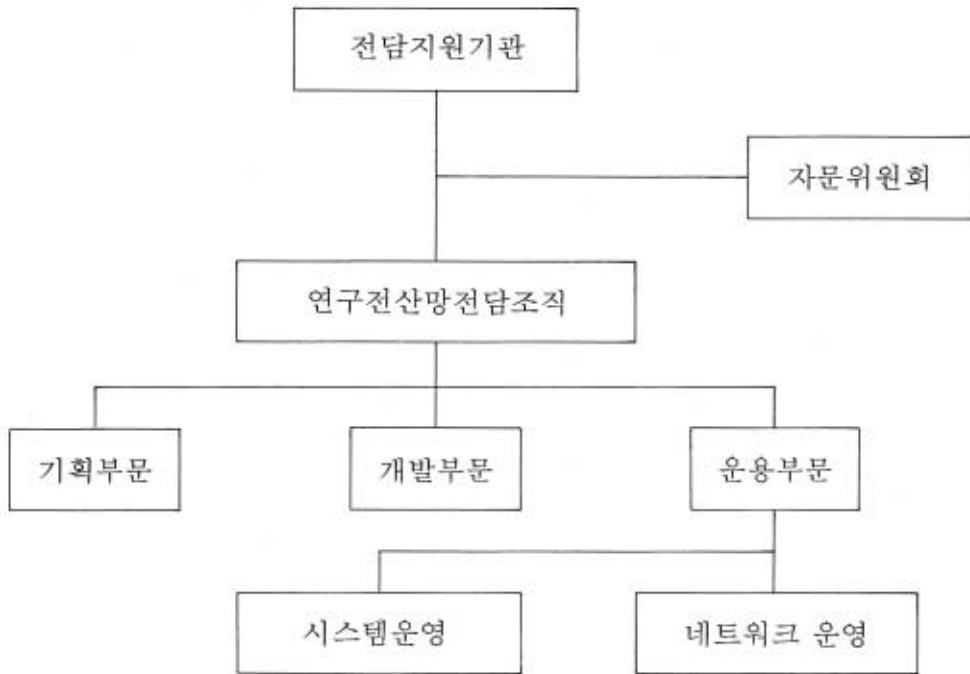 전담지원기관
자문위원회
연구전산망전담조직
기획부문
개발부문
운용부문
시스템운영
네트워크 운영